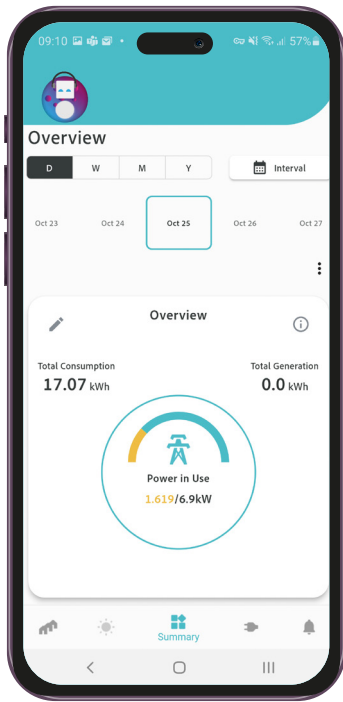 09:10
57%
Overview
D W M Y Interval
Oct 23 Oct 24 Oct 25 Oct 26 Oct 27
Overview
Total Consumption
17.07 kWh
Total Generation
0.0 kWh
Power in Use
1.619/6.9kW
Summary